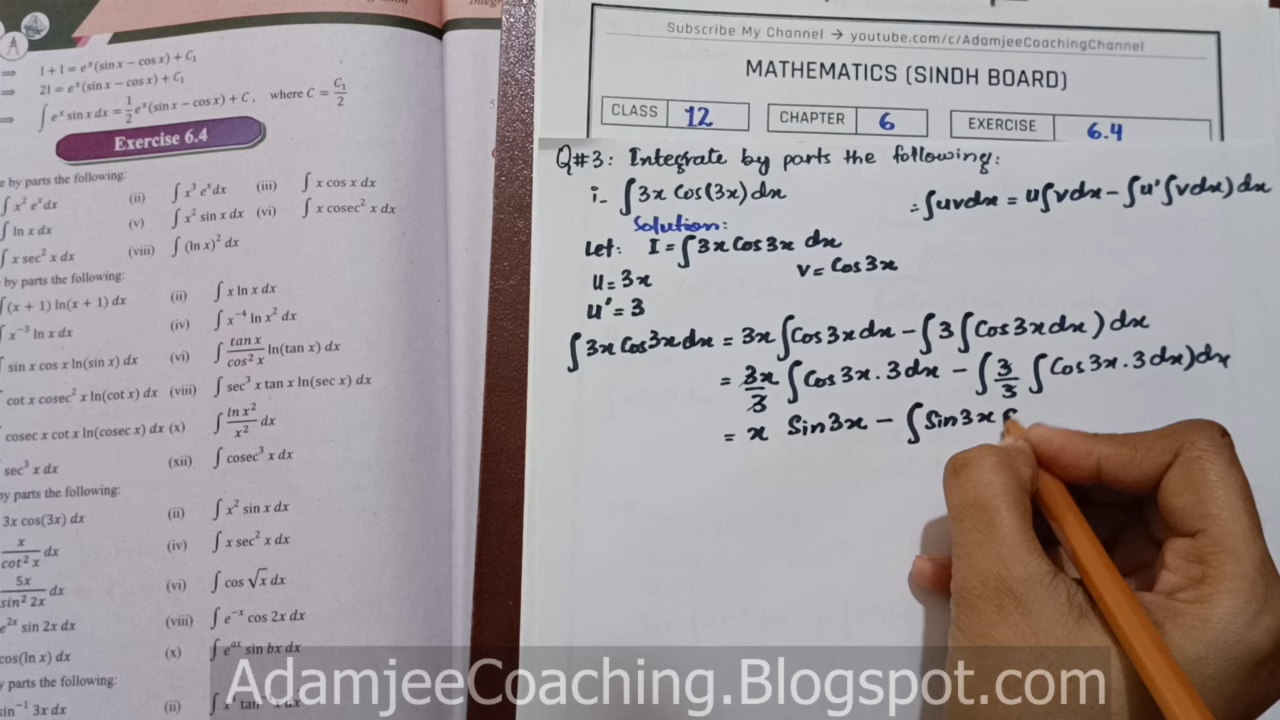 ⇒ I + I = eˣ(sin x − cos x) + C₁
⇒ 2I = eˣ(sin x − cos x) + C₁
⇒ ∫ eˣ sin x dx = 1/2 eˣ(sin x − cos x) + C, where C = C₁/2
Exercise 6.4
e by parts the following:
∫ x² eˣ dx (ii) ∫ x³ eˣ dx (iii) ∫ x cos x dx
∫ ln x dx (v) ∫ x² sin x dx (vi) ∫ x cosec² x dx
∫ x sec² x dx (viii) ∫ (ln x)² dx
by parts the following:
∫ (x + 1) ln(x + 1) dx (ii) ∫ x ln x dx
∫ x⁻³ ln x dx (iv) ∫ x⁻⁴ ln x² dx
sin x cos x ln(sin x) dx (vi) ∫ tan x/cos² x ln(tan x) dx
cot x cosec² x ln(cot x) dx (viii) ∫ sec³ x tan x ln(sec x) dx
cosec x cot x ln(cosec x) dx (x) ∫ ln x²/x² dx
sec³ x dx (xii) ∫ cosec³ x dx
by parts the following:
3x cos(3x) dx (ii) ∫ x² sin x dx
x/cot² x dx (iv) ∫ x sec² x dx
5x/sin² 2x dx (vi) ∫ cos √x dx
e²ˣ sin 2x dx (viii) ∫ e⁻ˣ cos 2x dx
cos(ln x) dx (x) ∫ eᵃˣ sin bx dx
y parts the following:
sin⁻¹ 3x dx (ii)
Subscribe My Channel → youtube.com/c/AdamjeeCoachingChannel
MATHEMATICS (SINDH BOARD)
CLASS 12 CHAPTER 6 EXERCISE 6.4
Q#3: Integrate by parts the following:
i- ∫3x Cos(3x) dx = ∫uvdx = u∫vdx − ∫u'∫vdx) dx
Solution:
Let: I = ∫3x Cos3x dx
u = 3x v = Cos3x
u' = 3
∫3x Cos3x dx = 3x ∫Cos3x dx − ∫3 ∫Cos3x dx) dx
= 3x/3 ∫Cos3x . 3dx − ∫3/3 ∫Cos3x . 3dx) dx
= x Sin3x − ∫Sin3x
AdamjeeCoaching.Blogspot.com